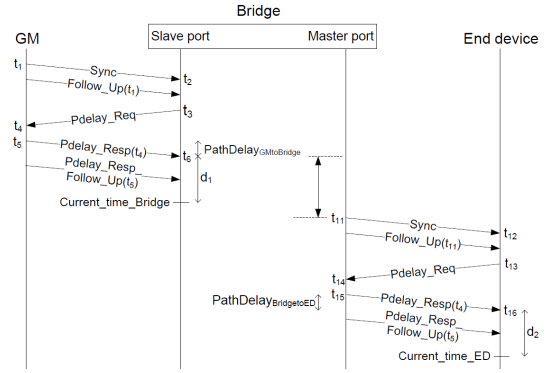 Bridge
GM
Slave port
Master port
End device
t1
Sync
t2
Follow_Up(t1)
t3
Pdelay_Req
t4
t5
Pdelay_Resp(t4)
t6
PathDelayGMtoBridge
Pdelay_Resp_
Follow_Up(t5)
d1
Current_time_Bridge
t11
Sync
t12
Follow_Up(t11)
t13
Pdelay_Req
t14
t15
PathDelayBridgetoED
Pdelay_Resp(t4)
t16
Pdelay_Resp_
Follow_Up(t5)
d2
Current_time_ED